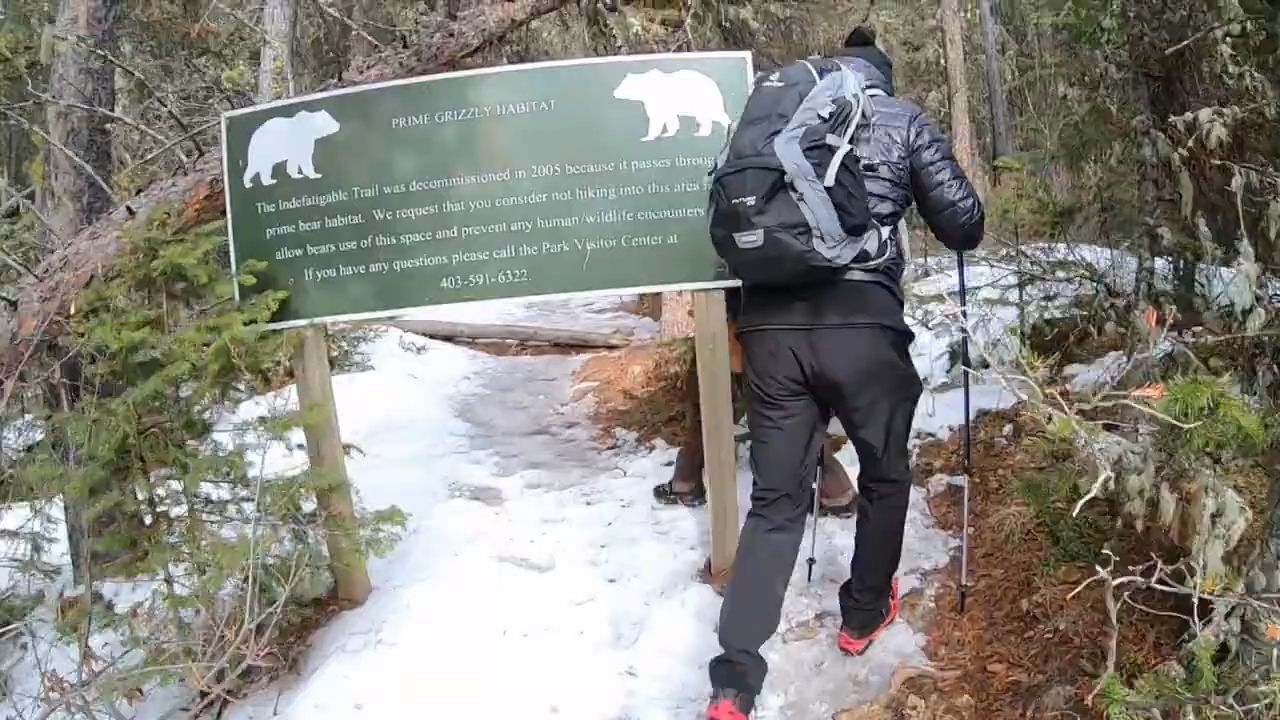 PRIME GRIZZLY HABITAT
The Indefatigable Trail was decommissioned in 2005 because it passes throug
prime bear habitat. We request that you consider not hiking into this area
allow bears use of this space and prevent any human/wildlife encounters
If you have any questions please call the Park Visitor Center at
403-591-6322.